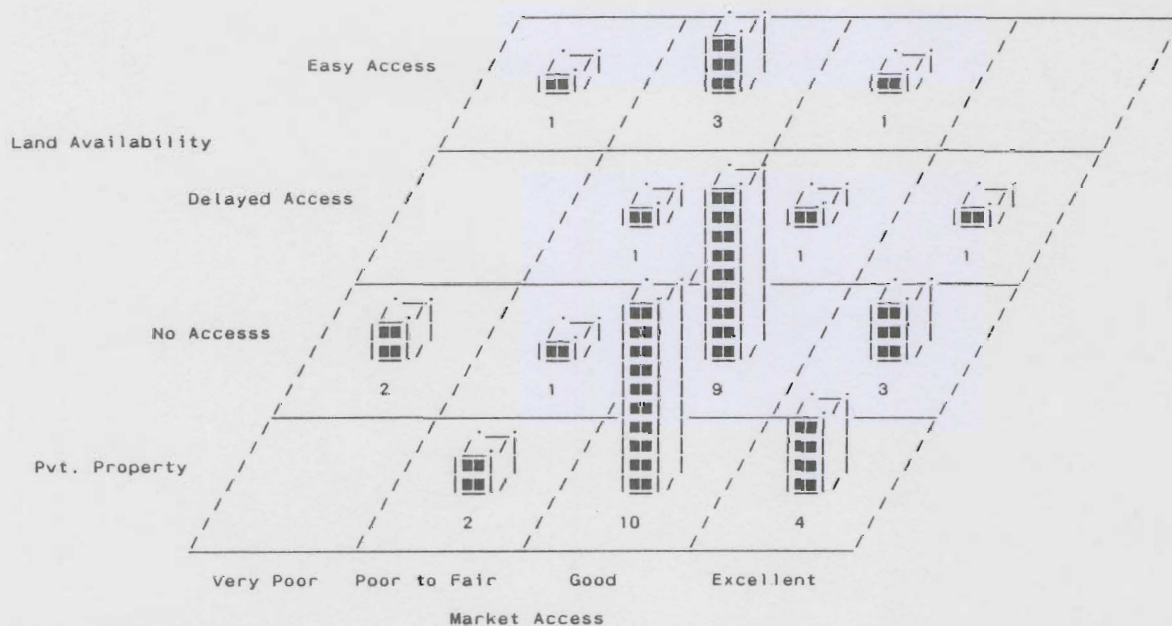 Easy Access
1 3 1
Land Availability
Delayed Access
1 1 1
No Accesss
2 1 9 3
Pvt. Property
2 10 4
Very Poor Poor to Fair Good Excellent
Market Access